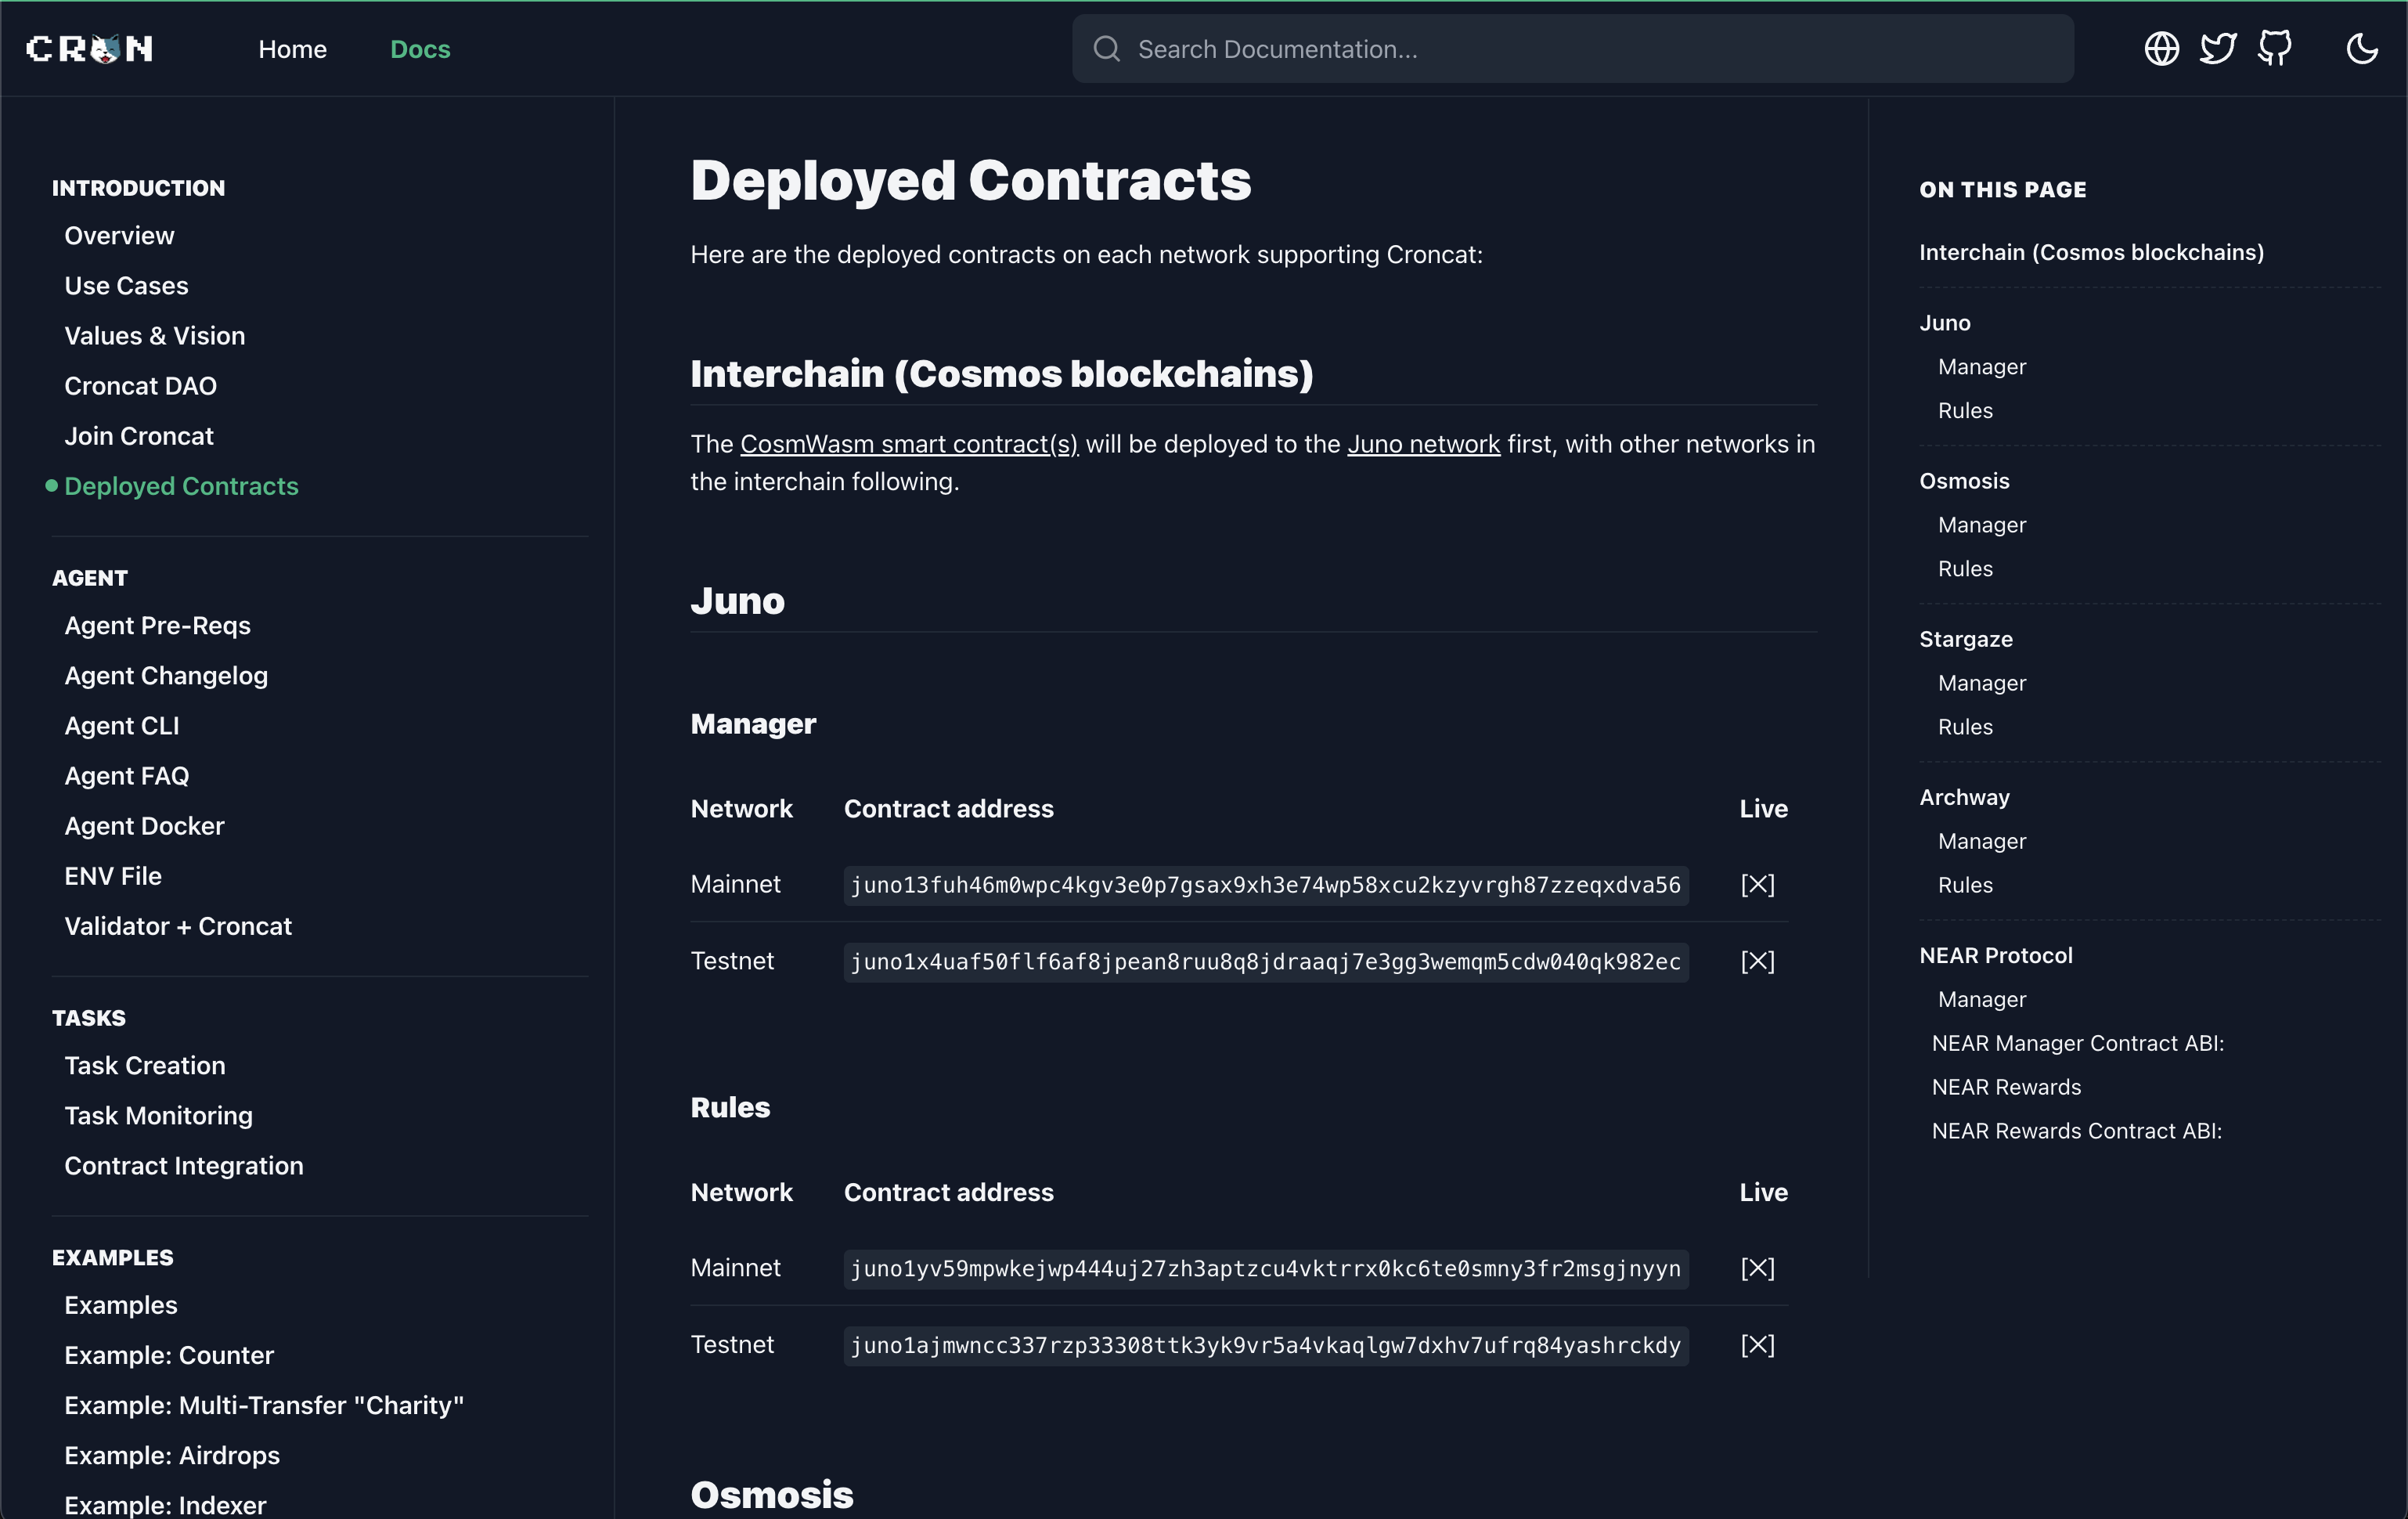 CRON
Home
Docs
Search Documentation...
INTRODUCTION
Overview
Use Cases
Values & Vision
Croncat DAO
Join Croncat
Deployed Contracts
AGENT
Agent Pre-Reqs
Agent Changelog
Agent CLI
Agent FAQ
Agent Docker
ENV File
Validator + Croncat
TASKS
Task Creation
Task Monitoring
Contract Integration
EXAMPLES
Examples
Example: Counter
Example: Multi-Transfer "Charity"
Example: Airdrops
Example: Indexer
Deployed Contracts
Here are the deployed contracts on each network supporting Croncat:
Interchain (Cosmos blockchains)
The CosmWasm smart contract(s) will be deployed to the Juno network first, with other networks in
the interchain following.
Juno
Manager
Network Contract address Live
Mainnet juno13fuh46m0wpc4kgv3e0p7gsax9xh3e74wp58xcu2kzyvrgh87zzeqxdva56 [X]
Testnet juno1x4uaf50flf6af8jpean8ruu8q8jdraaqj7e3gg3wemqm5cdw040qk982ec [X]
Rules
Network Contract address Live
Mainnet juno1yv59mpwkejwp444uj27zh3aptzcu4vktrrx0kc6te0smny3fr2msgjnyyn [X]
Testnet juno1ajmwncc337rzp33308ttk3yk9vr5a4vkaqlgw7dxhv7ufrq84yashrckdy [X]
Osmosis
ON THIS PAGE
Interchain (Cosmos blockchains)
Juno
Manager
Rules
Osmosis
Manager
Rules
Stargaze
Manager
Rules
Archway
Manager
Rules
NEAR Protocol
Manager
NEAR Manager Contract ABI:
NEAR Rewards
NEAR Rewards Contract ABI: